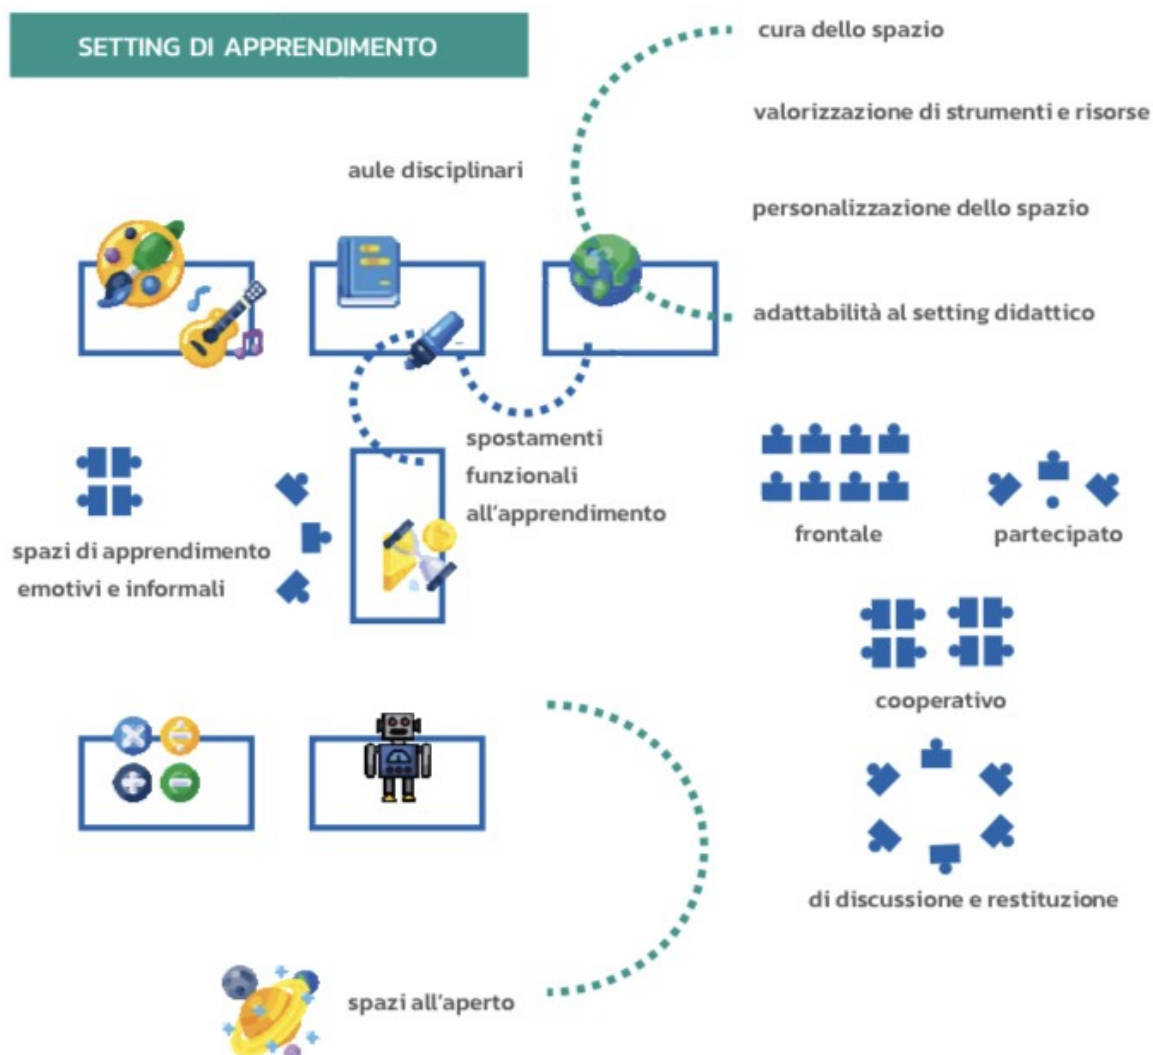 SETTING DI APPRENDIMENTO
cura dello spazio
valorizzazione di strumenti e risorse
aule disciplinari
personalizzazione dello spazio
adattabilità al setting didattico
spostamenti
funzionali
all'apprendimento
spazi di apprendimento
emotivi e informali
frontale
partecipato
cooperativo
di discussione e restituzione
spazi all'aperto